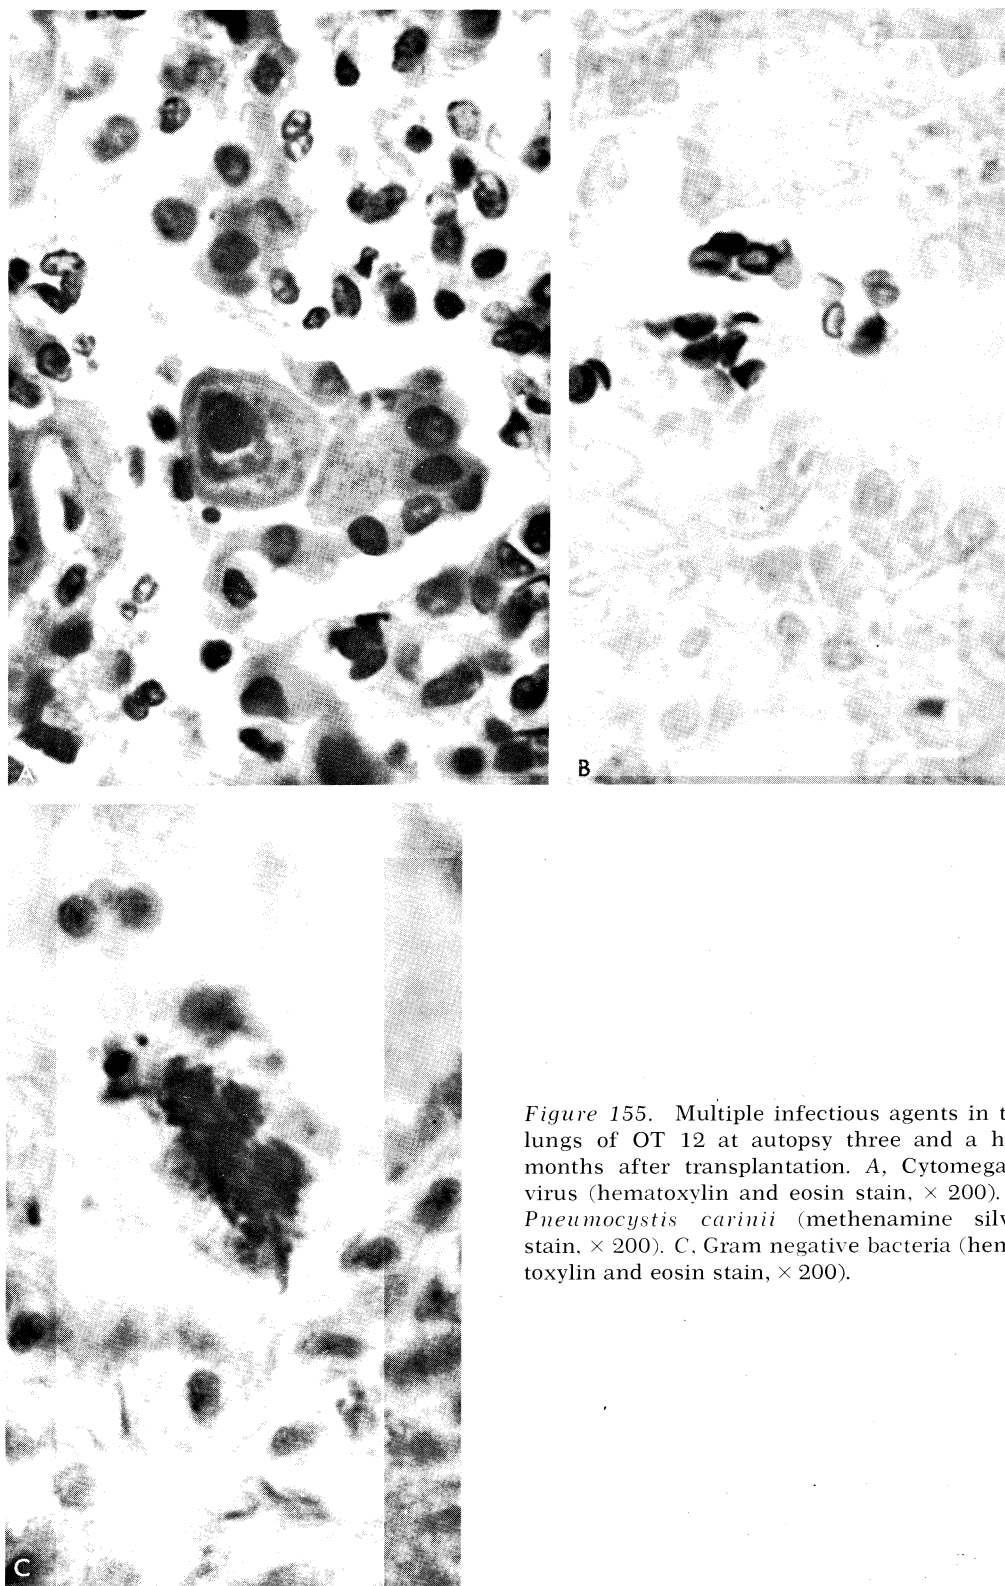 A
B
C
Figure 155. Multiple infectious agents in t
lungs of OT 12 at autopsy three and a h
months after transplantation. A, Cytomega
virus (hematoxylin and eosin stain, × 200).
Pneumocystis carinii (methenamine silv
stain, × 200). C, Gram negative bacteria (hem
toxylin and eosin stain, × 200).